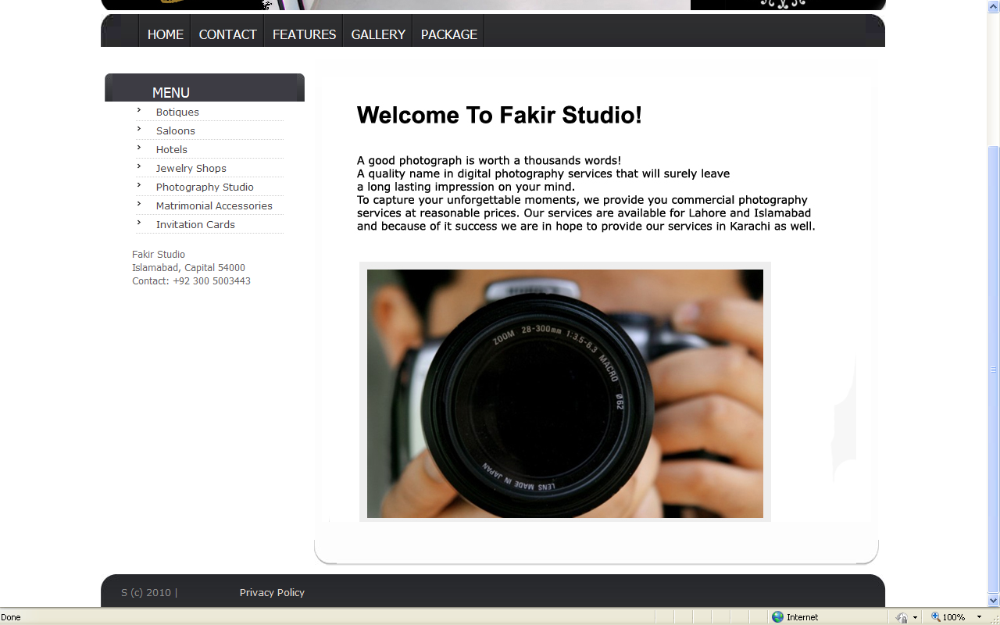 HOME CONTACT FEATURES GALLERY PACKAGE
MENU
Botiques
Saloons
Hotels
Jewelry Shops
Photography Studio
Matrimonial Accessories
Invitation Cards
Fakir Studio
Islamabad, Capital 54000
Contact: +92 300 5003443
Welcome To Fakir Studio!
A good photograph is worth a thousands words!
A quality name in digital photography services that will surely leave
a long lasting impression on your mind.
To capture your unforgettable moments, we provide you commercial photography
services at reasonable prices. Our services are available for Lahore and Islamabad
and because of it success we are in hope to provide our services in Karachi as well.
ZOOM 28-300mm 1:3.5-6.3 MACRO Ø62
LENS MADE IN JAPAN
S (c) 2010 | Privacy Policy
Done Internet 100%